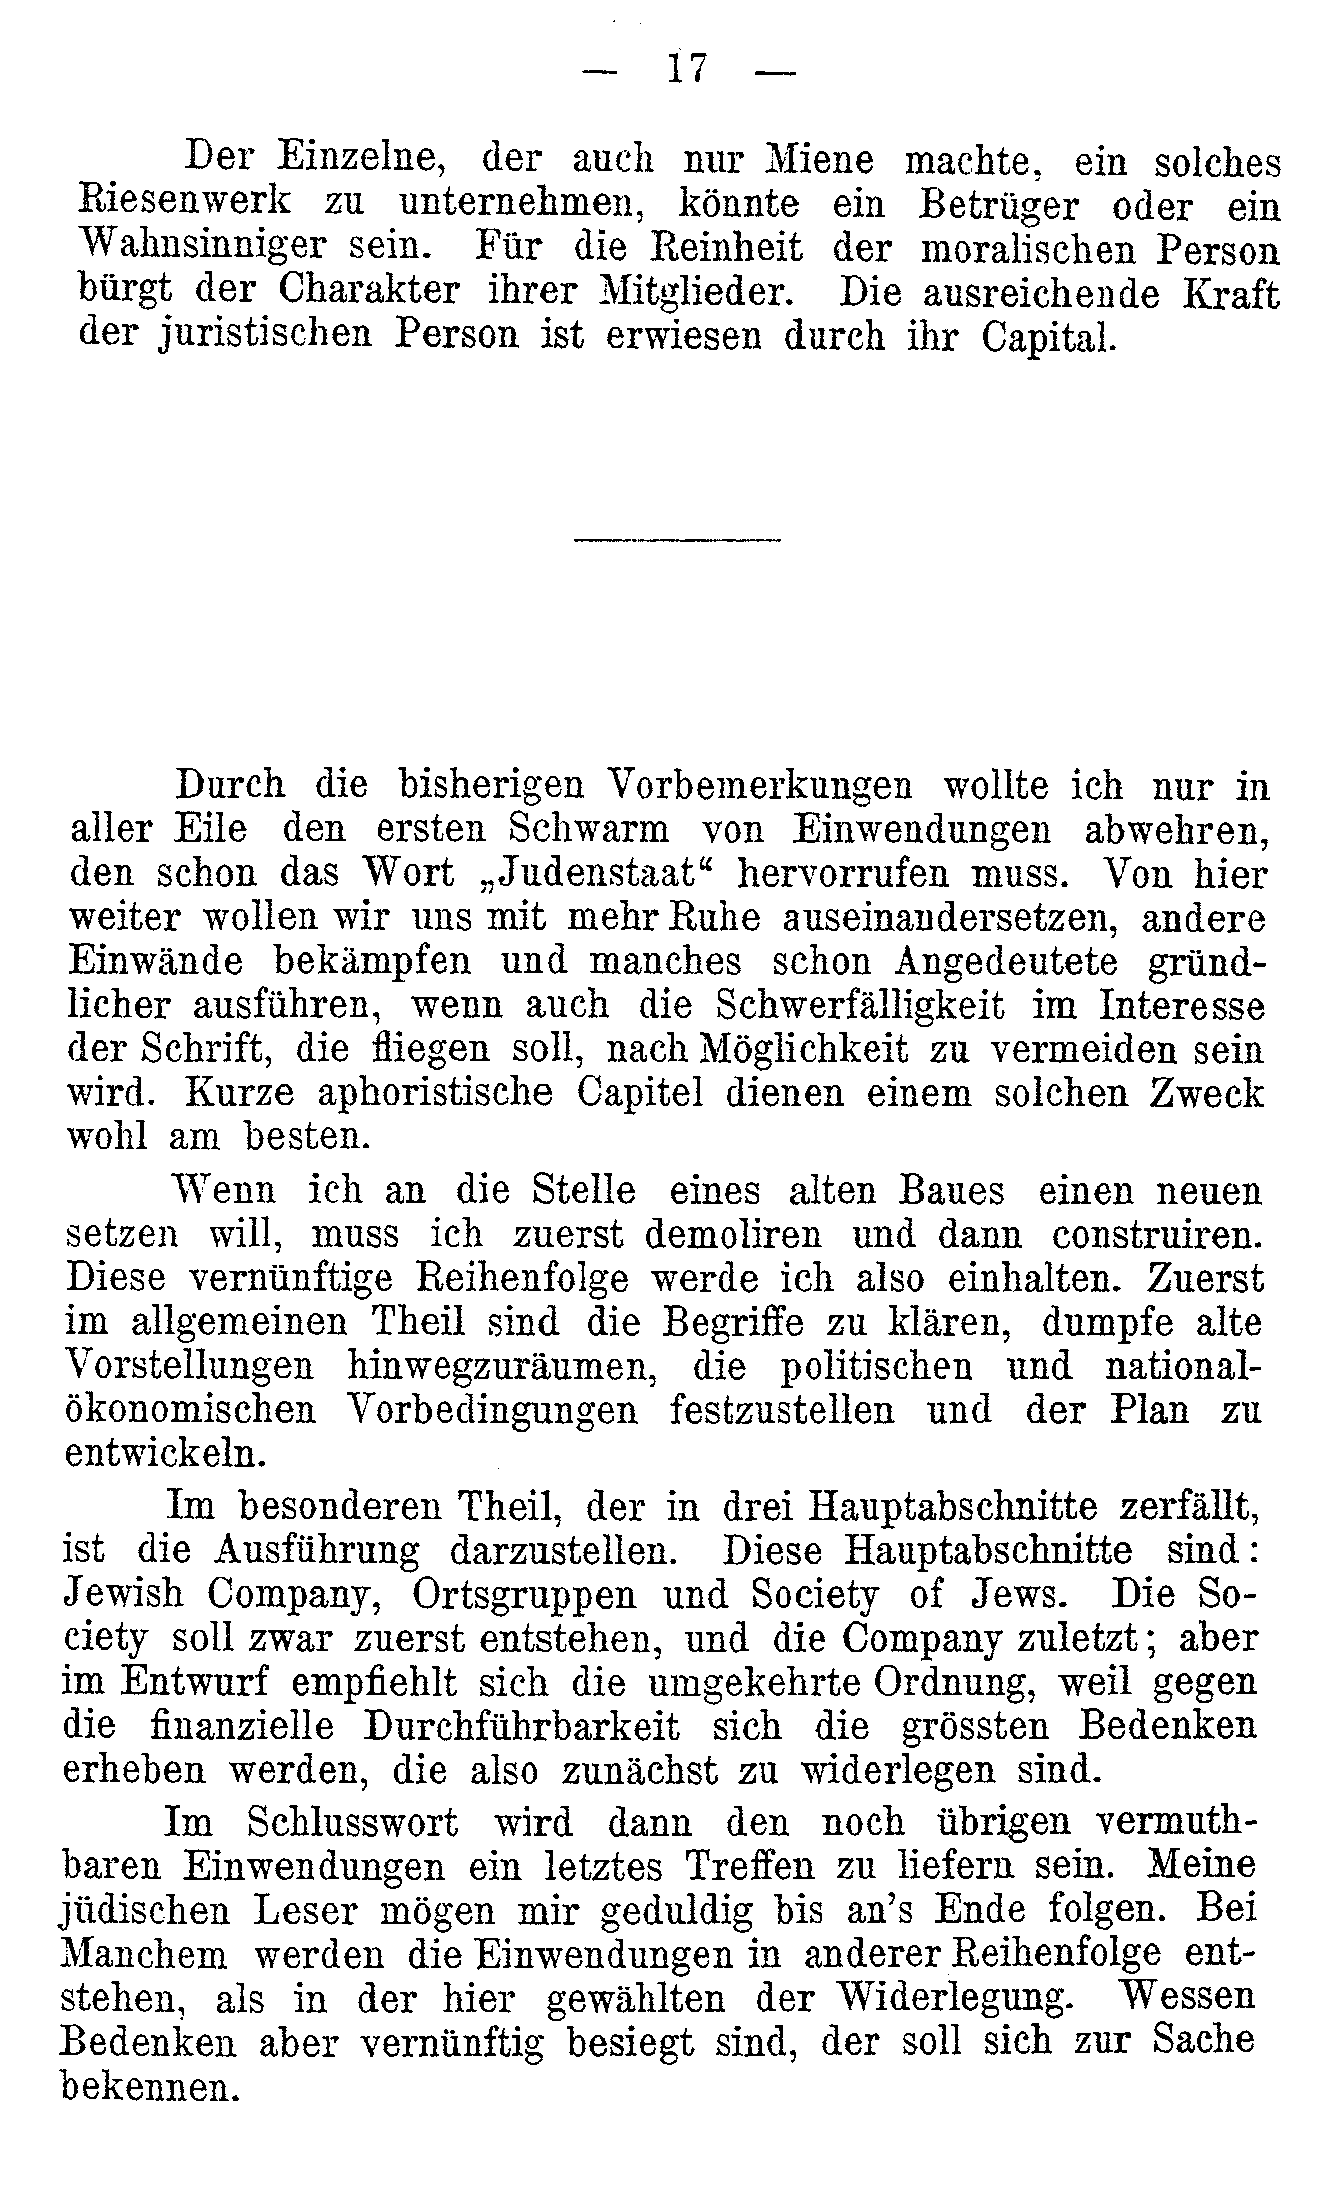 — 17 —
Der Einzelne, der auch nur Miene machte, ein solches
Riesenwerk zu unternehmen, könnte ein Betrüger oder ein
Wahnsinniger sein. Für die Reinheit der moralischen Person
bürgt der Charakter ihrer Mitglieder. Die ausreichende Kraft
der juristischen Person ist erwiesen durch ihr Capital.
Durch die bisherigen Vorbemerkungen wollte ich nur in
aller Eile den ersten Schwarm von Einwendungen abwehren,
den schon das Wort „Judenstaat“ hervorrufen muss. Von hier
weiter wollen wir uns mit mehr Ruhe auseinandersetzen, andere
Einwände bekämpfen und manches schon Angedeutete gründ-
licher ausführen, wenn auch die Schwerfälligkeit im Interesse
der Schrift, die fliegen soll, nach Möglichkeit zu vermeiden sein
wird. Kurze aphoristische Capitel dienen einem solchen Zweck
wohl am besten.
Wenn ich an die Stelle eines alten Baues einen neuen
setzen will, muss ich zuerst demoliren und dann construiren.
Diese vernünftige Reihenfolge werde ich also einhalten. Zuerst
im allgemeinen Theil sind die Begriffe zu klären, dumpfe alte
Vorstellungen hinwegzuräumen, die politischen und national-
ökonomischen Vorbedingungen festzustellen und der Plan zu
entwickeln.
Im besonderen Theil, der in drei Hauptabschnitte zerfällt,
ist die Ausführung darzustellen. Diese Hauptabschnitte sind:
Jewish Company, Ortsgruppen und Society of Jews. Die So-
ciety soll zwar zuerst entstehen, und die Company zuletzt; aber
im Entwurf empfiehlt sich die umgekehrte Ordnung, weil gegen
die finanzielle Durchführbarkeit sich die grössten Bedenken
erheben werden, die also zunächst zu widerlegen sind.
Im Schlusswort wird dann den noch übrigen vermuth-
baren Einwendungen ein letztes Treffen zu liefern sein. Meine
jüdischen Leser mögen mir geduldig bis an's Ende folgen. Bei
Manchem werden die Einwendungen in anderer Reihenfolge ent-
stehen, als in der hier gewählten der Widerlegung. Wessen
Bedenken aber vernünftig besiegt sind, der soll sich zur Sache
bekennen.